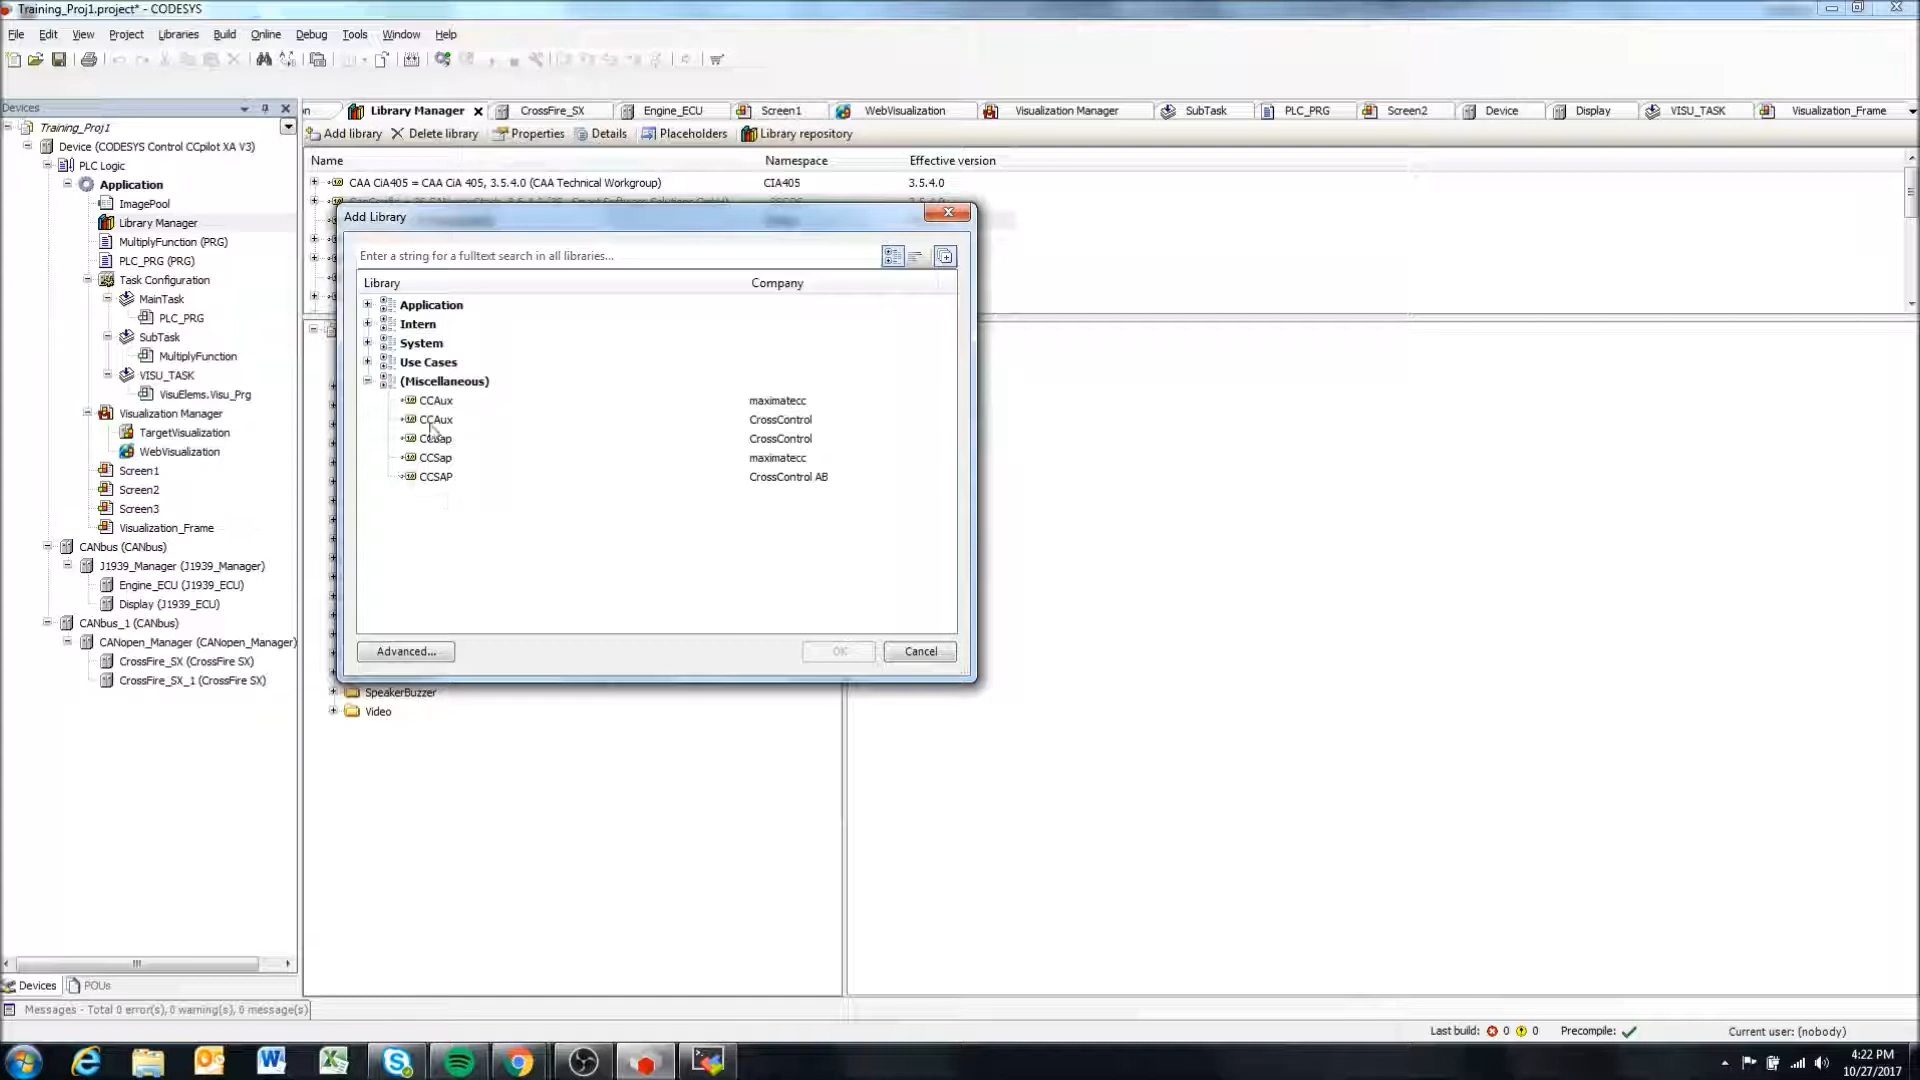 Training_Proj1.project* - CODESYS
File Edit View Project Libraries Build Online Debug Tools Window Help
Devices
Library Manager CrossFire_SX Engine_ECU Screen1 WebVisualization Visualization Manager SubTask PLC_PRG Screen2 Device Display VISU_TASK Visualization_Frame
Add library Delete library Properties Details Placeholders Library repository
Name Namespace Effective version
CAA CiA405 = CAA CiA 405, 3.5.4.0 (CAA Technical Workgroup) CIA405 3.5.4.0
Add Library
Enter a string for a fulltext search in all libraries...
Library Company
Application
Intern
System
Use Cases
(Miscellaneous)
CCAux maximatecc
CCAux CrossControl
CCSap CrossControl
CCSap maximatecc
CCSAP CrossControl AB
Advanced... OK Cancel
SpeakerBuzzer
Video
Training_Proj1
Device (CODESYS Control CCpilot XA V3)
PLC Logic
Application
ImagePool
Library Manager
MultiplyFunction (PRG)
PLC_PRG (PRG)
Task Configuration
MainTask
PLC_PRG
SubTask
MultiplyFunction
VISU_TASK
VisuElems.Visu_Prg
Visualization Manager
TargetVisualization
WebVisualization
Screen1
Screen2
Screen3
Visualization_Frame
CANbus (CANbus)
J1939_Manager (J1939_Manager)
Engine_ECU (J1939_ECU)
Display (J1939_ECU)
CANbus_1 (CANbus)
CANopen_Manager (CANopen_Manager)
CrossFire_SX (CrossFire SX)
CrossFire_SX_1 (CrossFire SX)
Devices POUs
Messages - Total 0 error(s), 0 warning(s), 0 message(s)
Last build: 0 0 Precompile: Current user: (nobody)
4:22 PM
10/27/2017